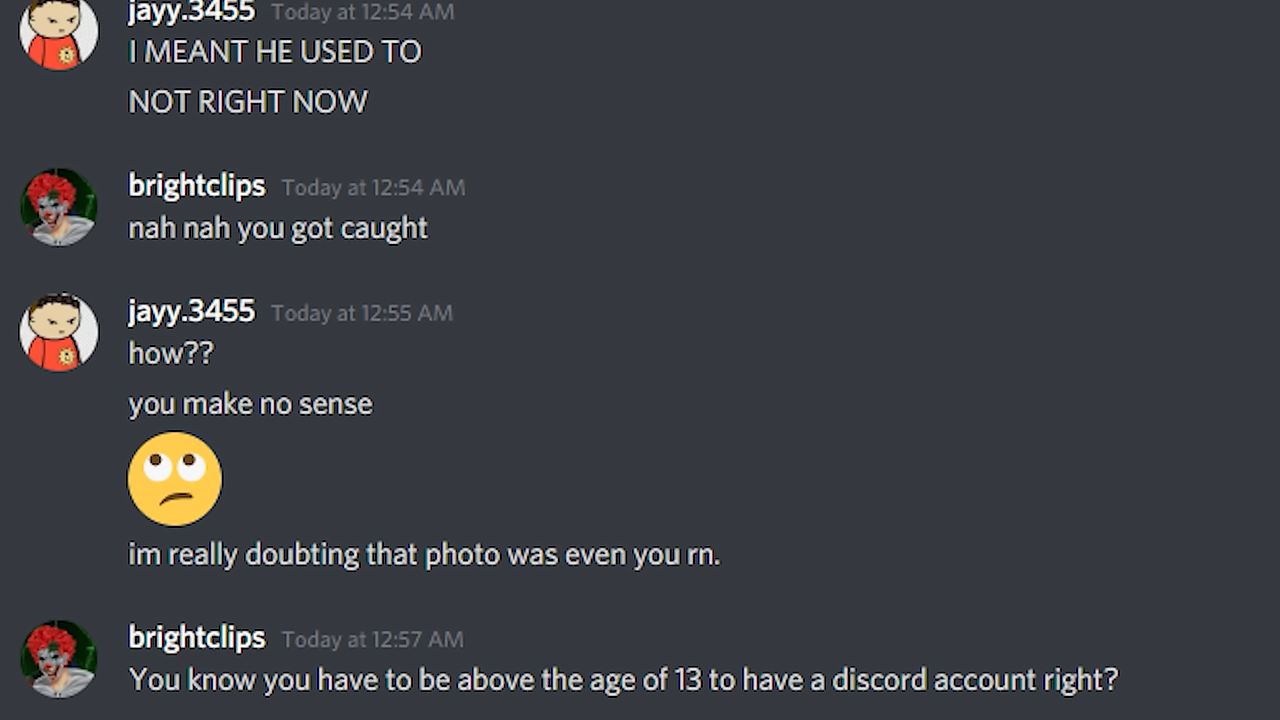 jayy.3455 Today at 12:54 AM
I MEANT HE USED TO
NOT RIGHT NOW
brightclips Today at 12:54 AM
nah nah you got caught
jayy.3455 Today at 12:55 AM
how??
you make no sense
im really doubting that photo was even you rn.
brightclips Today at 12:57 AM
You know you have to be above the age of 13 to have a discord account right?